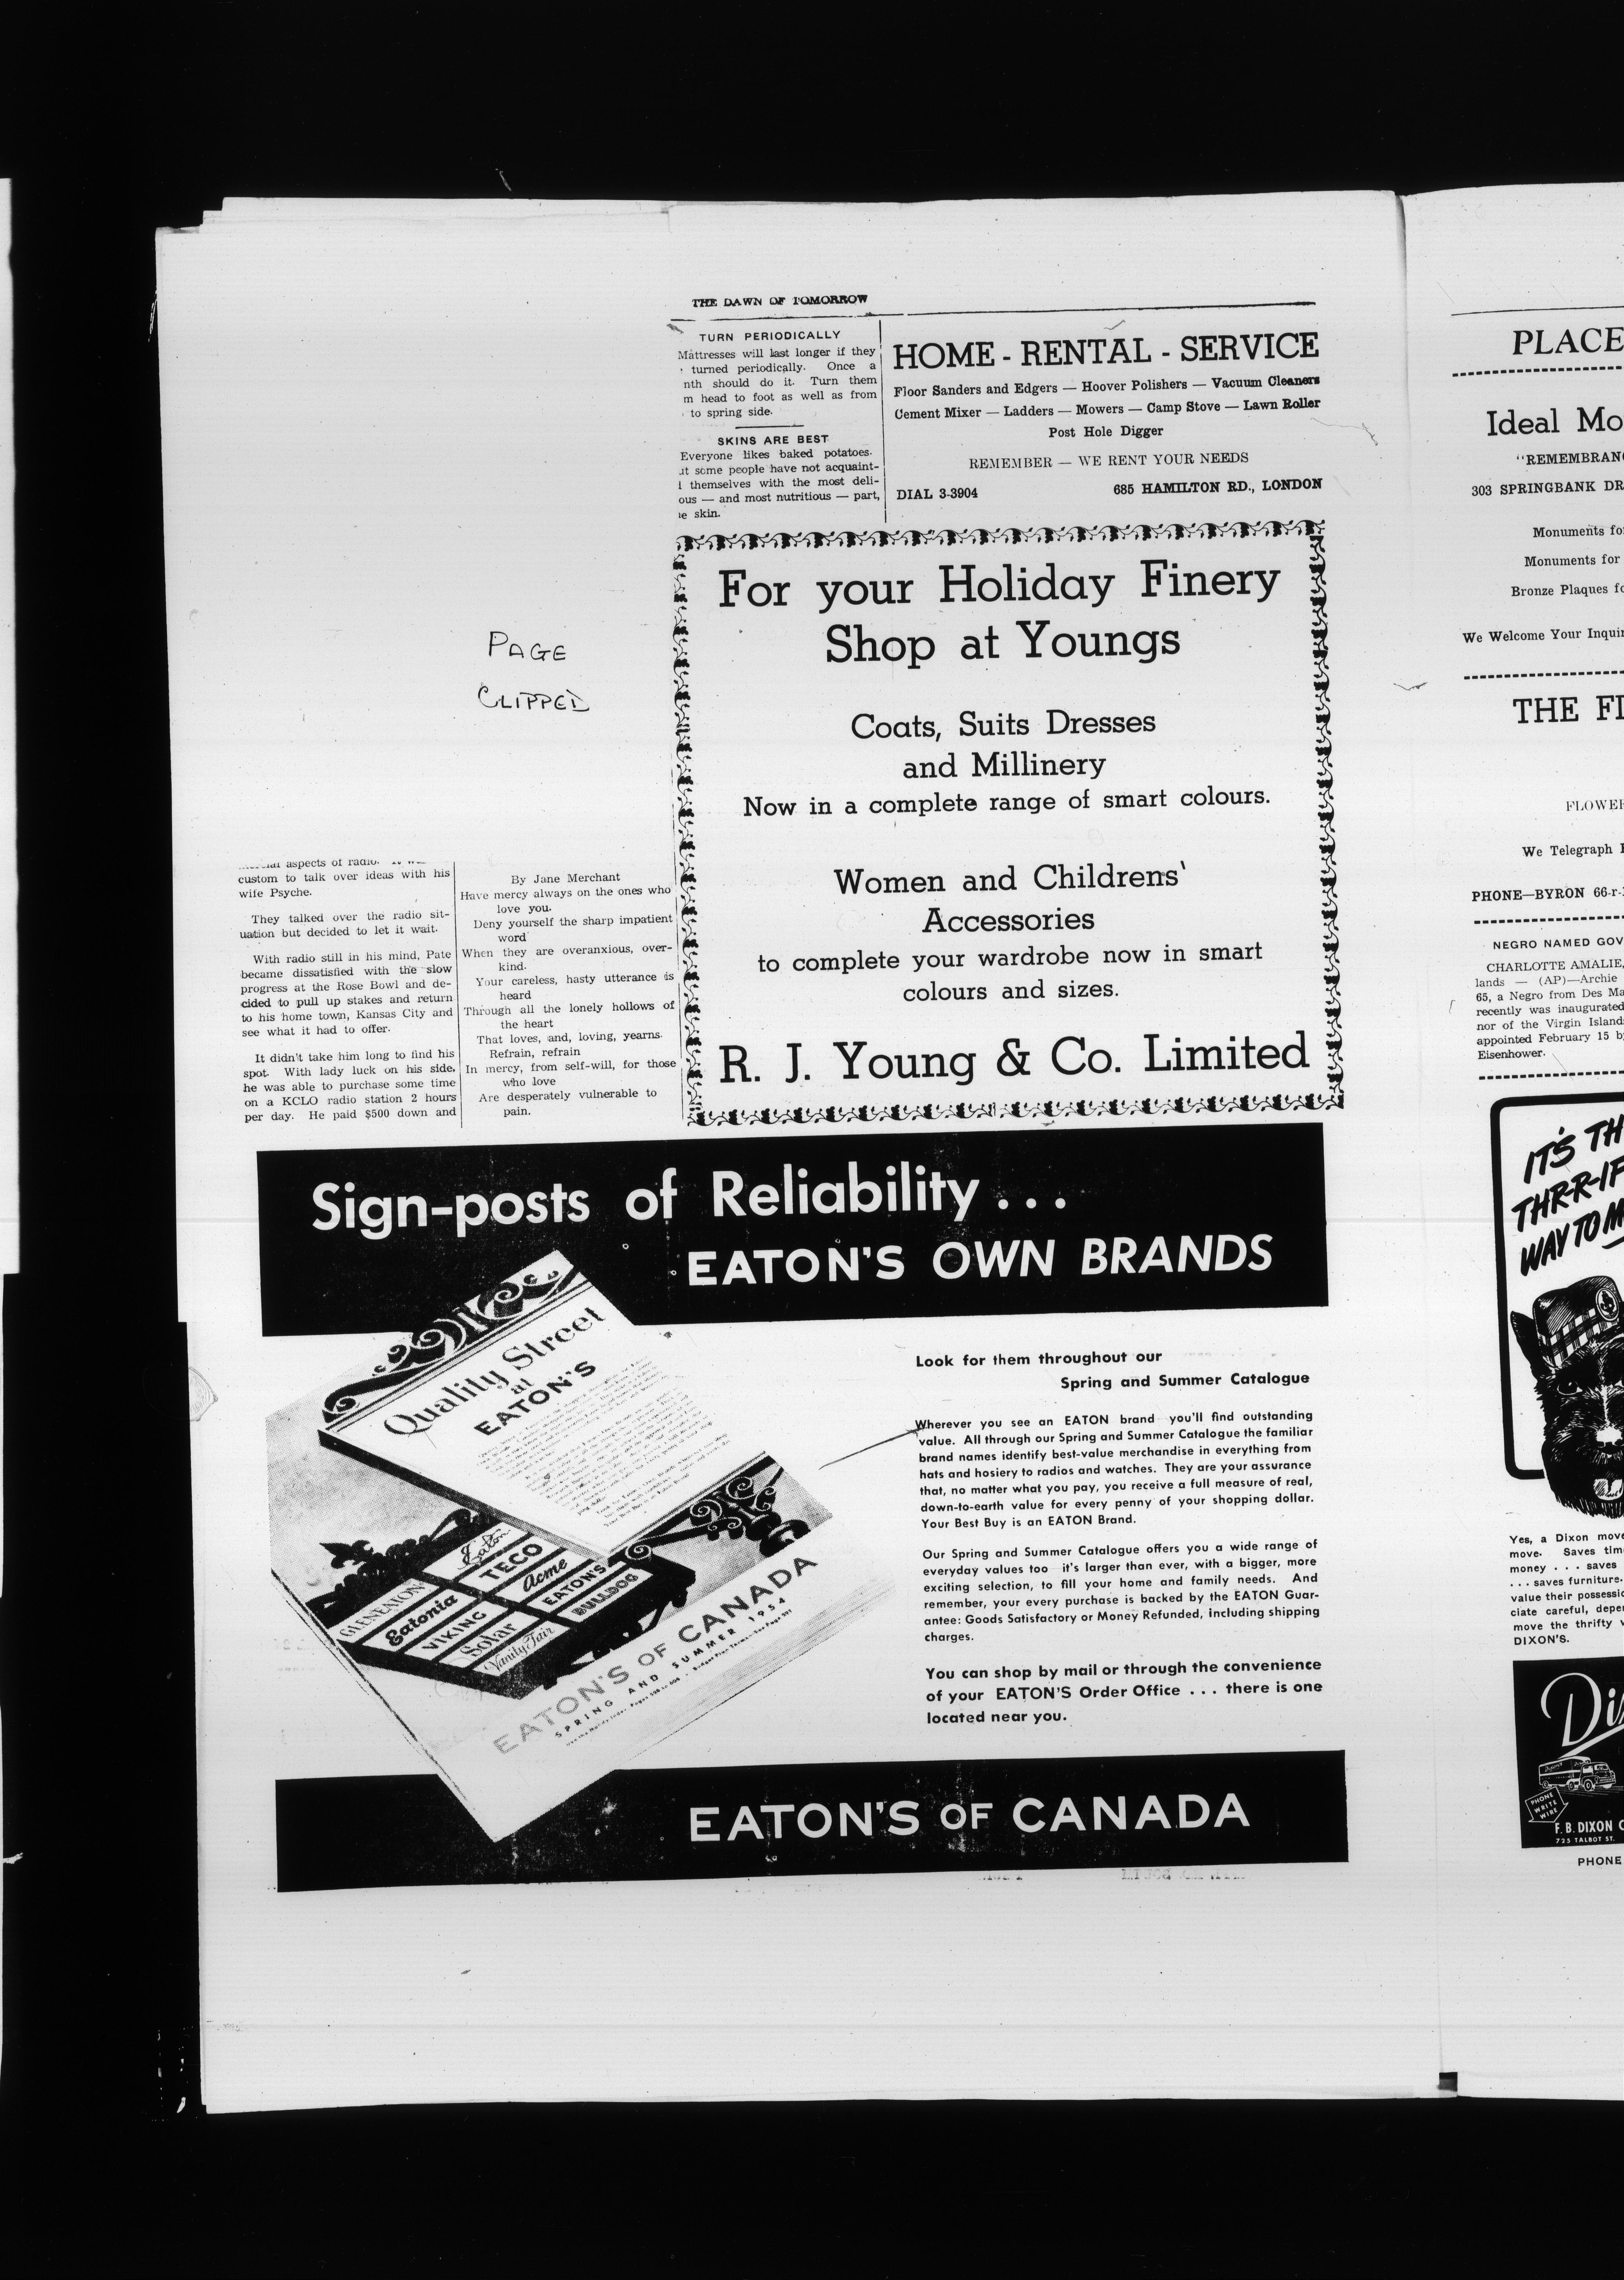 THE DAWN OF TOMORROW
TURN PERIODICALLY
Mattresses will last longer if they
turned periodically. Once a
nth should do it. Turn them
m head to foot as well as from
to spring side.
SKINS ARE BEST
Everyone likes baked potatoes.
ut some people have not acquaint-
themselves with the most deli-
ous — and most nutritious — part,
e skin.
HOME - RENTAL - SERVICE
Floor Sanders and Edgers — Hoover Polishers — Vacuum Cleaners
Cement Mixer — Ladders — Mowers — Camp Stove — Lawn Roller
Post Hole Digger
REMEMBER — WE RENT YOUR NEEDS
DIAL 3-3904 685 HAMILTON RD., LONDON
For your Holiday Finery
Shop at Youngs
Coats, Suits Dresses
and Millinery
Now in a complete range of smart colours.
Women and Childrens'
Accessories
to complete your wardrobe now in smart
colours and sizes.
R. J. Young & Co. Limited
PAGE
CLIPPED
aspects of radio.
custom to talk over ideas with his
wife Psyche.
They talked over the radio sit-
uation but decided to let it wait.
With radio still in his mind, Pate
became dissatisfied with the slow
progress at the Rose Bowl and de-
cided to pull up stakes and return
to his home town, Kansas City and
see what it had to offer.
It didn't take him long to find his
spot. With lady luck on his side,
he was able to purchase some time
on a KCLO radio station 2 hours
per day. He paid $500 down and
By Jane Merchant
Have mercy always on the ones who
love you.
Deny yourself the sharp impatient
word
When they are overanxious, over-
kind.
Your careless, hasty utterance is
heard
Through all the lonely hollows of
the heart
That loves, and, loving, yearns.
Refrain, refrain
In mercy, from self-will, for those
who love
Are desperately vulnerable to
pain.
Sign-posts of Reliability . . .
EATON'S OWN BRANDS
Quality Street
at
EATON'S
Eaton
TECO
Acme
EATON'S
BULLDOG
GLENEATON
Eatonia
VIKING
Solar
Vanity Fair
EATON'S OF CANADA
SPRING AND SUMMER 1954
Look for them throughout our
Spring and Summer Catalogue
Wherever you see an EATON brand you'll find outstanding
value. All through our Spring and Summer Catalogue the familiar
brand names identify best-value merchandise in everything from
hats and hosiery to radios and watches. They are your assurance
that, no matter what you pay, you receive a full measure of real,
down-to-earth value for every penny of your shopping dollar.
Your Best Buy is an EATON Brand.
Our Spring and Summer Catalogue offers you a wide range of
everyday values too it's larger than ever, with a bigger, more
exciting selection, to fill your home and family needs. And
remember, your every purchase is backed by the EATON Guar-
antee: Goods Satisfactory or Money Refunded, including shipping
charges.
You can shop by mail or through the convenience
of your EATON'S Order Office . . . there is one
located near you.
EATON'S OF CANADA
PLACE
Ideal Mo
"REMEMBRAN
303 SPRINGBANK DR
Monuments fo
Monuments for
Bronze Plaques fo
We Welcome Your Inqui
THE FI
FLOWE
We Telegraph
PHONE—BYRON 66-r-
NEGRO NAMED GOV
CHARLOTTE AMALIE,
lands — (AP)—Archie
65, a Negro from Des Ma
recently was inaugurated
nor of the Virgin Island
appointed February 15 b
Eisenhower.
IT'S TH
THR-R-IF
WAY TO M
Yes, a Dixon move
move. Saves tim
money . . . saves
. . . saves furniture.
value their possessi
ciate careful, depe
move the thrifty
DIXON'S.
Di
PHONE
WRITE
WIRE
F. B. DIXON
725 TALBOT ST.
PHONE